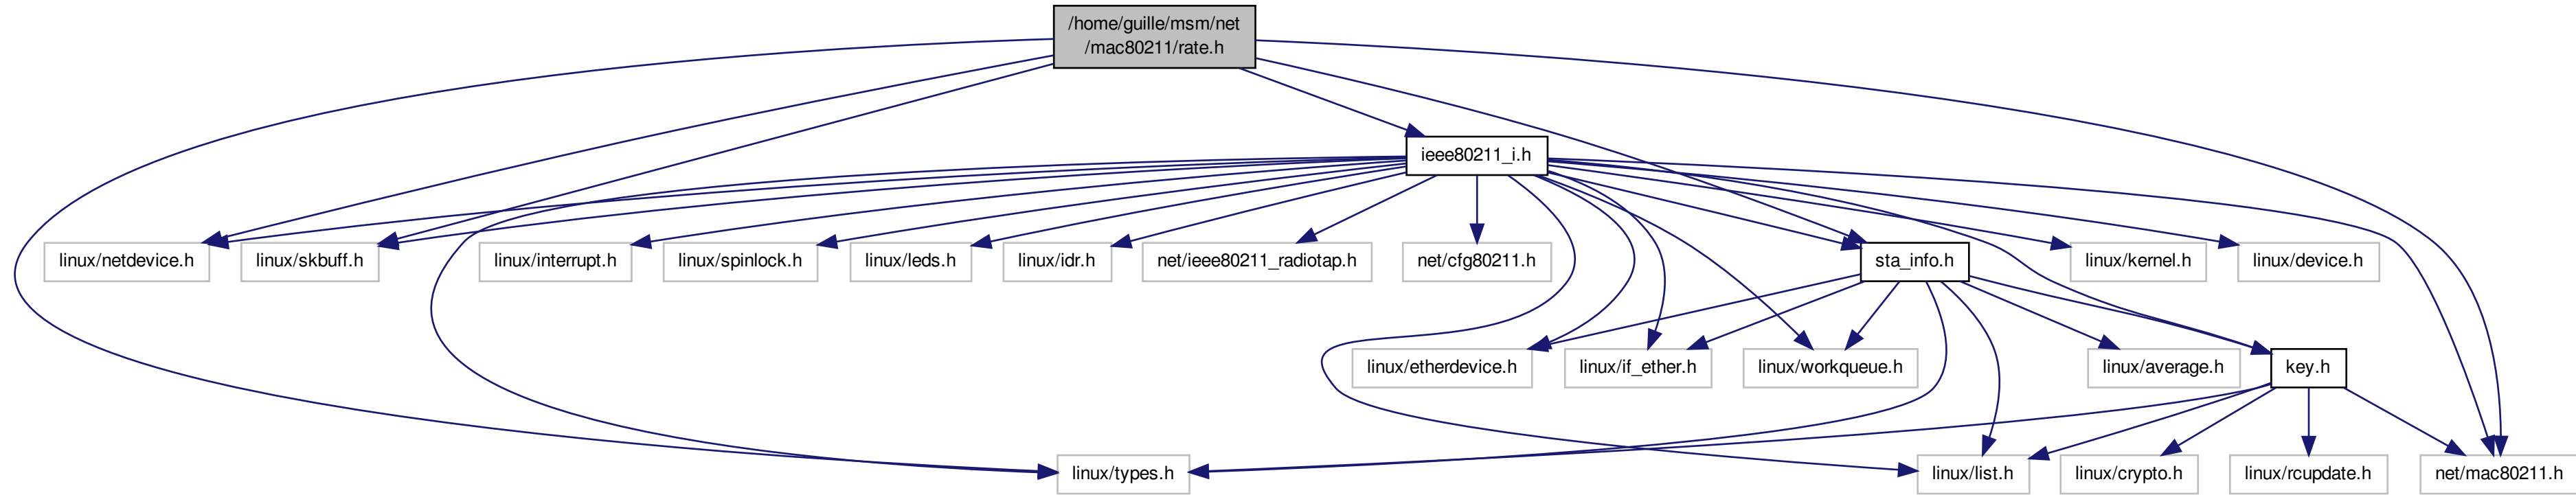 /home/guille/msm/net
/mac80211/rate.h
ieee80211_i.h
linux/netdevice.h
linux/skbuff.h
linux/interrupt.h
linux/spinlock.h
linux/leds.h
linux/idr.h
net/ieee80211_radiotap.h
net/cfg80211.h
sta_info.h
linux/kernel.h
linux/device.h
linux/etherdevice.h
linux/if_ether.h
linux/workqueue.h
linux/average.h
key.h
linux/types.h
linux/list.h
linux/crypto.h
linux/rcupdate.h
net/mac80211.h